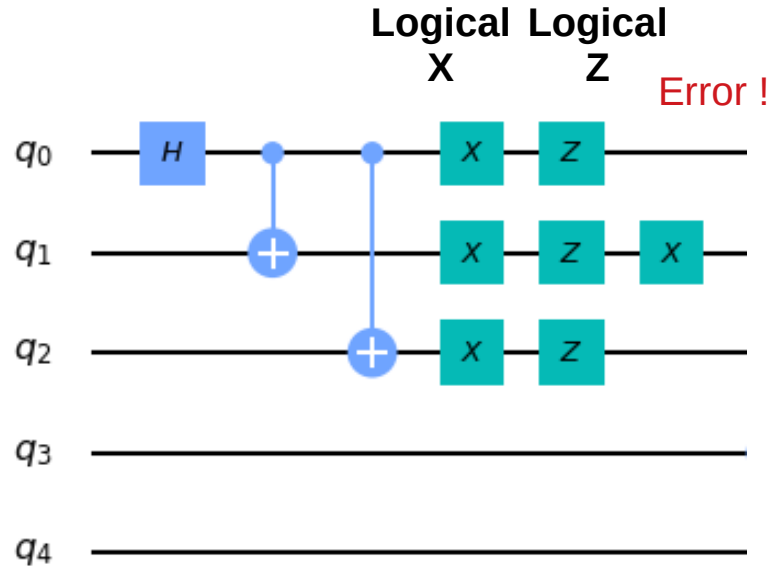 Logical Logical
X Z
Error !
q0 H X Z
q1 X Z X
q2 X Z
q3
q4